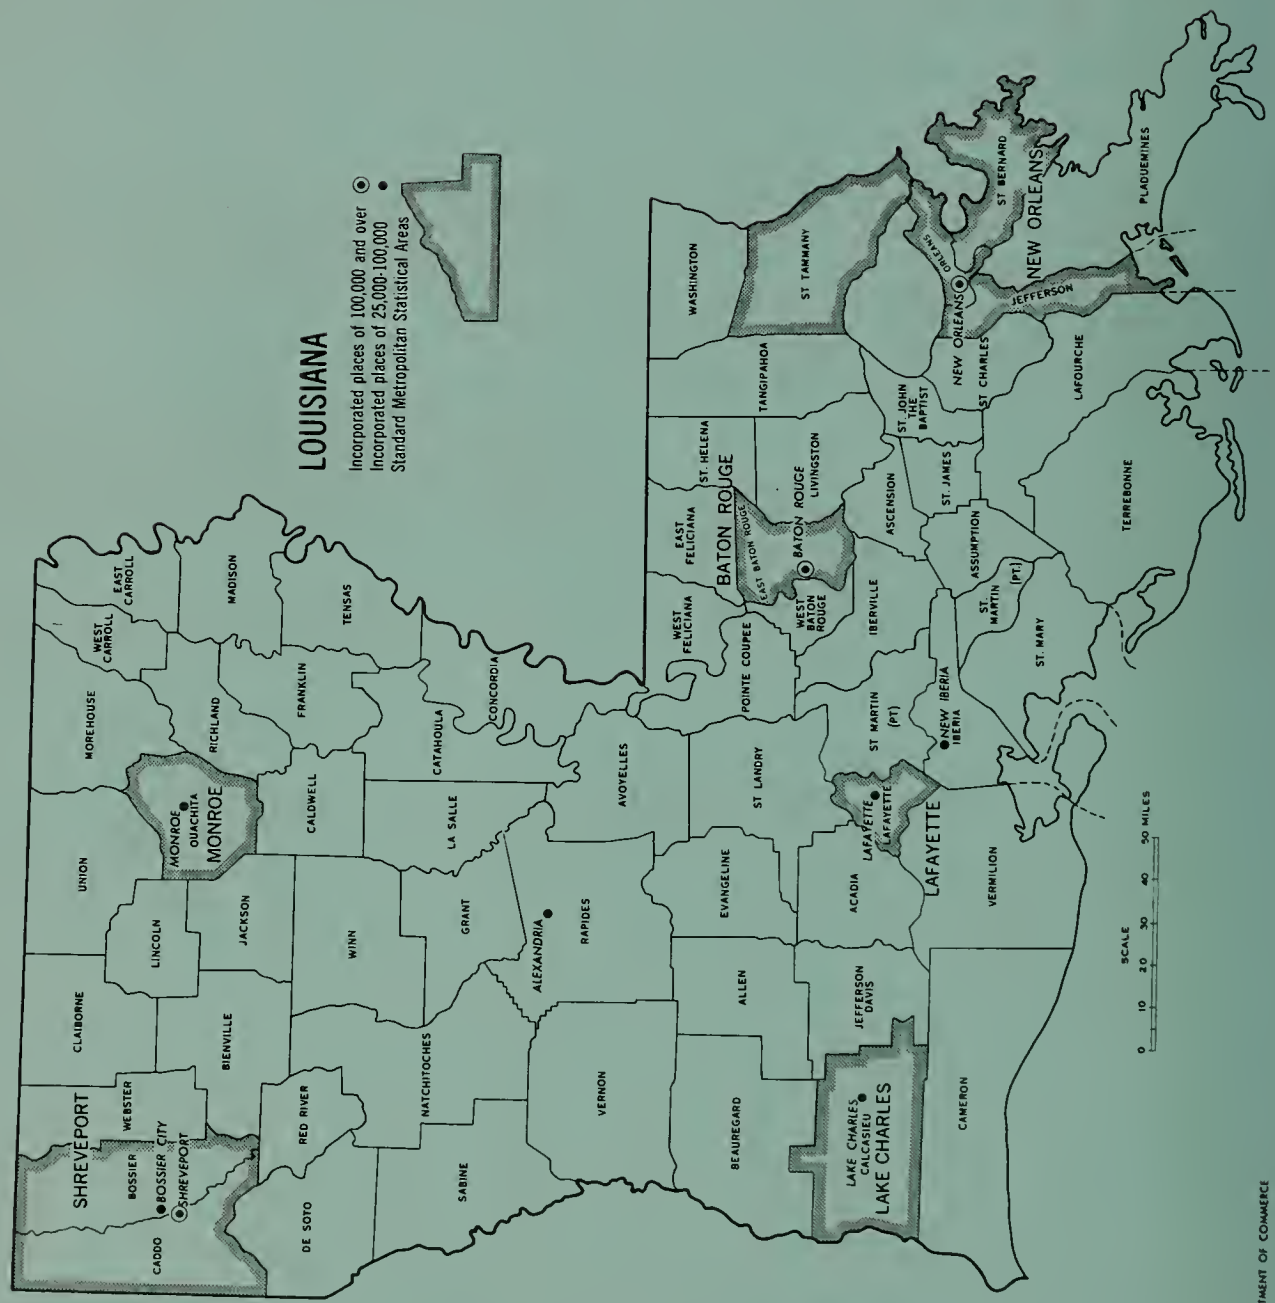 LOUISIANA
Incorporated places of 100,000 and over
Incorporated places of 25,000-100,000
Standard Metropolitan Statistical Areas
SHREVEPORT
CADDO
BOSSIER
BOSSIER CITY
SHREVEPORT
WEBSTER
CLAIBORNE
UNION
MOREHOUSE
WEST
CARROLL
EAST
CARROLL
LINCOLN
MONROE
OUACHITA
MONROE
RICHLAND
MADISON
BIENVILLE
JACKSON
DE SOTO
RED RIVER
WINN
CALDWELL
FRANKLIN
TENSAS
SABINE
NATCHITOCHES
GRANT
LA SALLE
CATAHOULA
CONCORDIA
ALEXANDRIA
RAPIDES
VERNON
AVOYELLES
BEAUREGARD
ALLEN
EVANGELINE
ST LANDRY
POINTE COUPEE
WEST
FELICIANA
EAST
FELICIANA
ST. HELENA
TANGIPAHOA
WASHINGTON
BATON ROUGE
EAST BATON ROUGE
BATON ROUGE
WEST
BATON
ROUGE
LIVINGSTON
ST TAMMANY
LAKE CHARLES
CALCASIEU
LAKE CHARLES
JEFFERSON
DAVIS
ACADIA
LAFAYETTE
LAFAYETTE
LAFAYETTE
ST MARTIN
(PT)
IBERVILLE
ASCENSION
ST. JOHN
THE
BAPTIST
ORLEANS
NEW ORLEANS
NEW ORLEANS
ST BERNARD
CAMERON
VERMILION
NEW IBERIA
IBERIA
ST.
MARTIN
(PT.)
ASSUMPTION
ST. JAMES
ST CHARLES
JEFFERSON
ST. MARY
TERREBONNE
LAFOURCHE
PLAQUEMINES
SCALE
0 10 20 30 40 50 MILES
TMENT OF COMMERCE